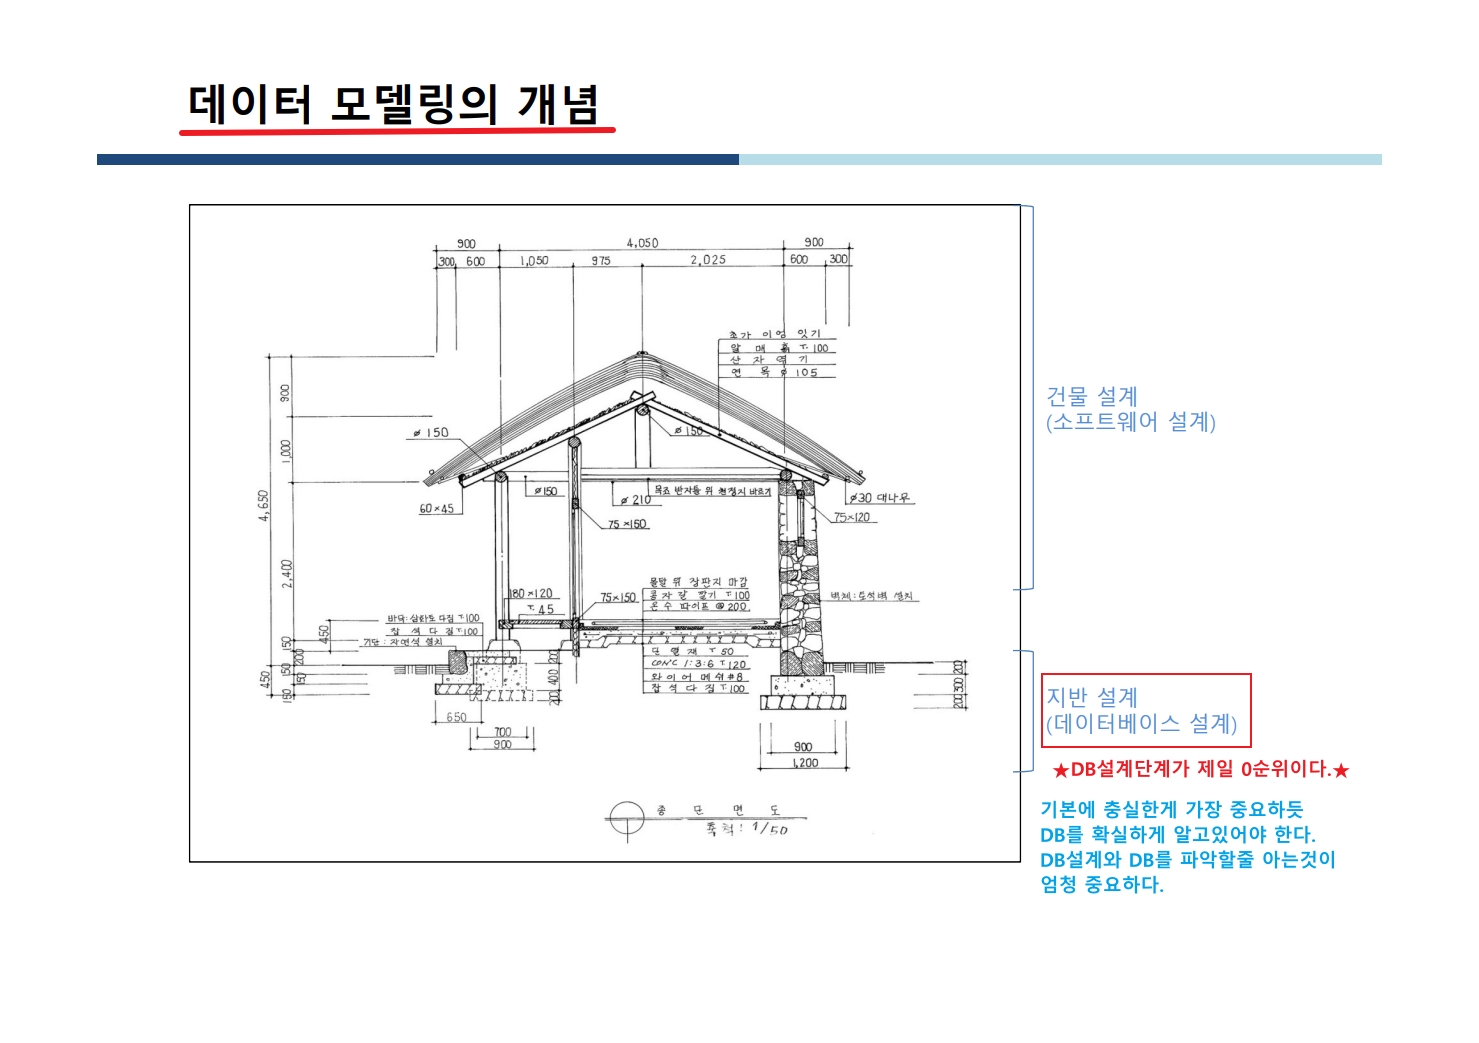 데이터 모델링의 개념
900 4,050 900
300 600 1,050 975 2,025 600 300
초가 이엉 잇기
알 매 흙 T.100
산 자 엮 기
연 목 ø 105
900
1,000
4,650
2,400
ø 150
ø 150
ø150
ø 210
목조 반자틀 위 천정지 바르기
ø30 대나무
60×45
75×150
75×120
180×120
T. 45
75×150
몰탈 위 장판지 마감
콩자갈 깔기 T.100
온수 파이프 @ 200
벽체:토석벽 설치
바닥:삼화토 다짐 T.100
잡 석 다 짐 T.100
기단:자연석 설치
450
150
200
150
150
450
150
단 열 재 T 50
CON'C 1:3:6 T.120
와이어 메쉬 #8
잡석다짐 T.100
200
400
200
200
300
200
650
700
900
900
1,200
종 단 면 도
축척: 1/50
건물 설계
(소프트웨어 설계)
지반 설계
(데이터베이스 설계)
★DB설계단계가 제일 0순위이다.★
기본에 충실한게 가장 중요하듯
DB를 확실하게 알고있어야 한다.
DB설계와 DB를 파악할줄 아는것이
엄청 중요하다.